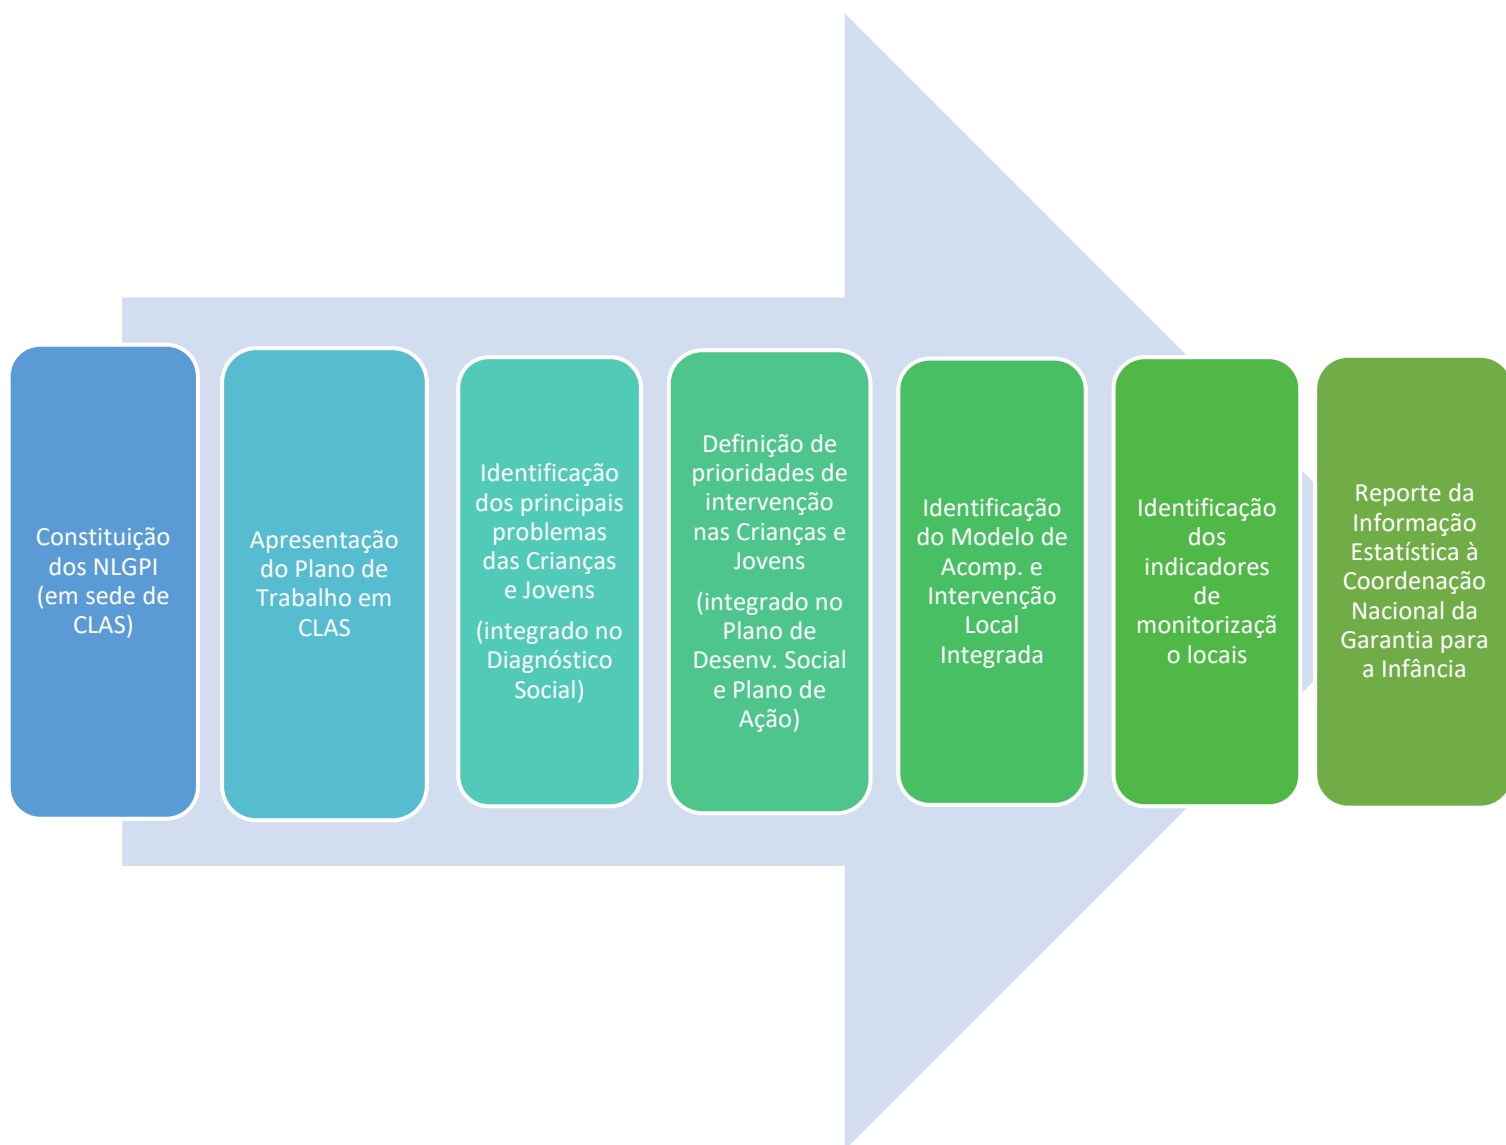 Constituição
dos NLGPI
(em sede de
CLAS)
Apresentação
do Plano de
Trabalho em
CLAS
Identificação
dos principais
problemas
das Crianças
e Jovens
(integrado no
Diagnóstico
Social)
Definição de
prioridades de
intervenção
nas Crianças e
Jovens
(integrado no
Plano de
Desenv. Social
e Plano de
Ação)
Identificação
do Modelo de
Acomp. e
Intervenção
Local
Integrada
Identificação
dos
indicadores
de
monitorizaçã
o locais
Reporte da
Informação
Estatística à
Coordenação
Nacional da
Garantia para
a Infância